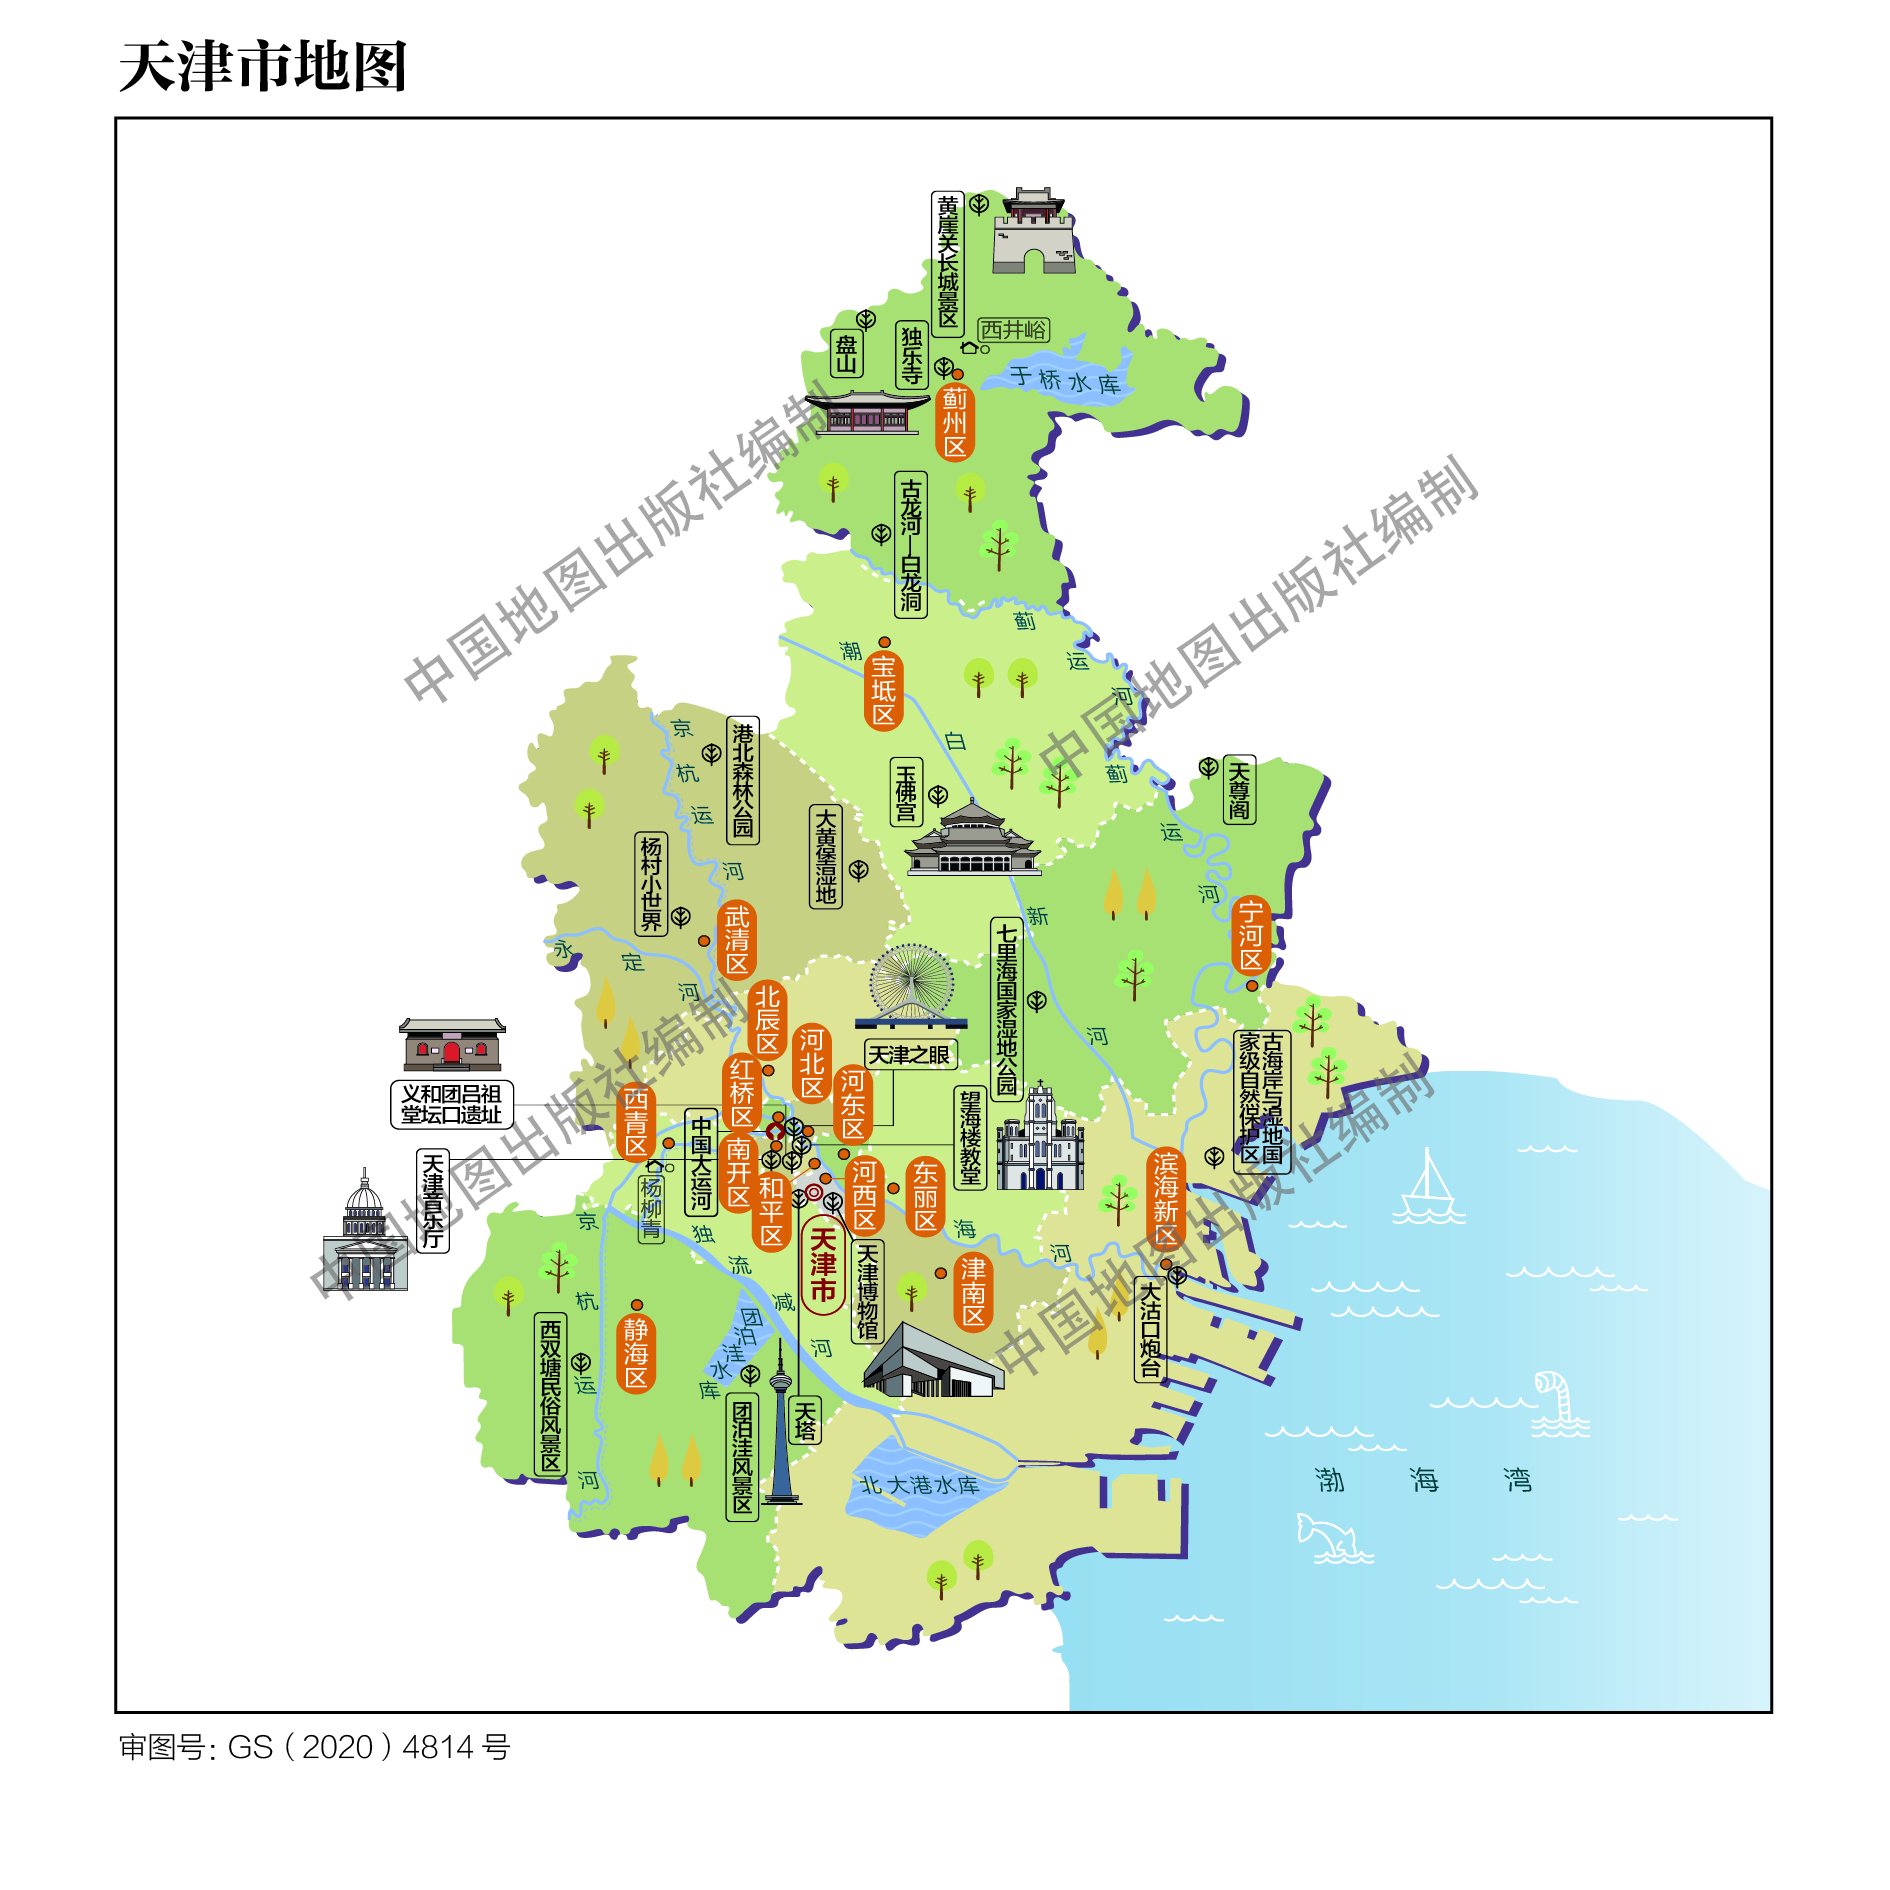 天津市地图
黄崖关长城景区
西井峪
盘山
独乐寺
于桥水库
蓟州区
古龙河—白龙洞
蓟运河
潮白新河
宝坻区
京杭运河
港北森林公园
玉佛宫
天尊阁
蓟运河
大黄堡湿地
杨村小世界
武清区
永定河
七里海国家湿地公园
宁河区
北辰区
河北区
天津之眼
义和团吕祖
堂坛口遗址
红桥区
河东区
西青区
望海楼教堂
古海岸与湿地国
家级自然保护区
中国大运河
南开区
天津音乐厅
和平区
河西区
东丽区
滨海新区
杨柳青
天津市
天津博物馆
海河
津南区
大沽口炮台
独流减河
京杭运河
静海区
团泊洼水库
西双塘民俗风景区
团泊洼风景区
天塔
北大港水库
渤海湾
中国地图出版社编制
中国地图出版社编制
中国地图出版社编制
中国地图出版社编制
审图号：GS（2020）4814号